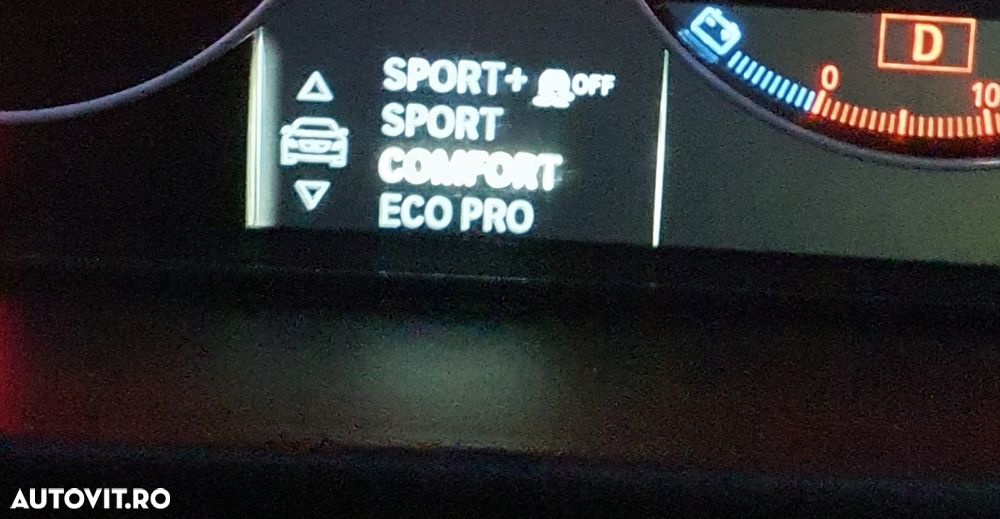 SPORT+ OFF
SPORT
COMFORT
ECO PRO
D
0
10
AUTOVIT.RO